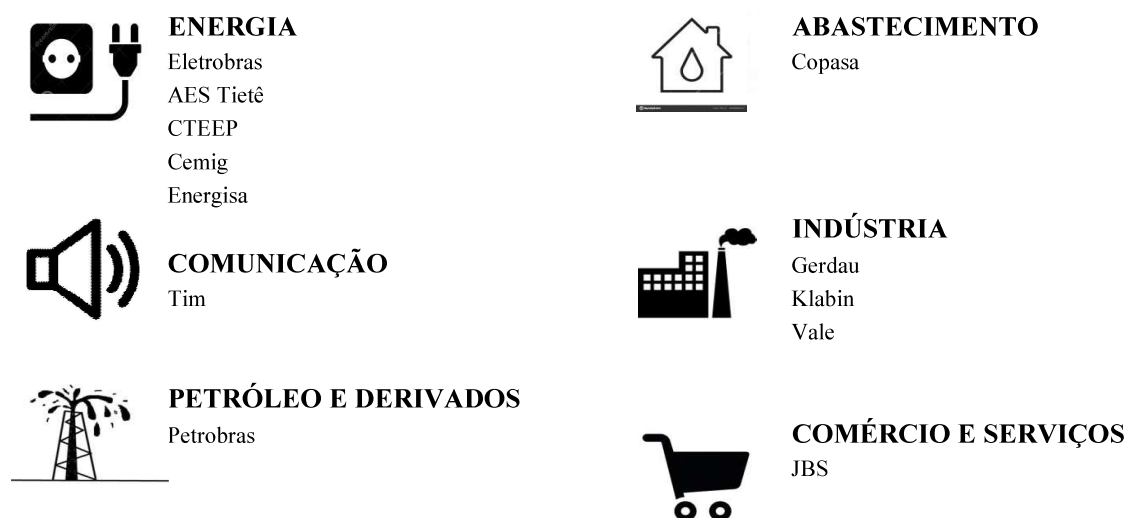 ENERGIA
Eletrobras
AES Tietê
CTEEP
Cemig
Energisa
COMUNICAÇÃO
Tim
PETRÓLEO E DERIVADOS
Petrobras
ABASTECIMENTO
Copasa
INDÚSTRIA
Gerdau
Klabin
Vale
COMÉRCIO E SERVIÇOS
JBS